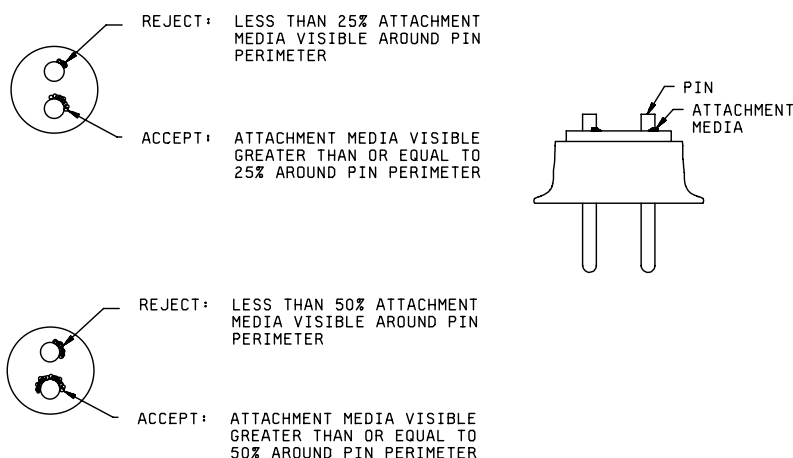 REJECT: LESS THAN 25% ATTACHMENT
MEDIA VISIBLE AROUND PIN
PERIMETER
ACCEPT: ATTACHMENT MEDIA VISIBLE
GREATER THAN OR EQUAL TO
25% AROUND PIN PERIMETER
PIN
ATTACHMENT
MEDIA
REJECT: LESS THAN 50% ATTACHMENT
MEDIA VISIBLE AROUND PIN
PERIMETER
ACCEPT: ATTACHMENT MEDIA VISIBLE
GREATER THAN OR EQUAL TO
50% AROUND PIN PERIMETER